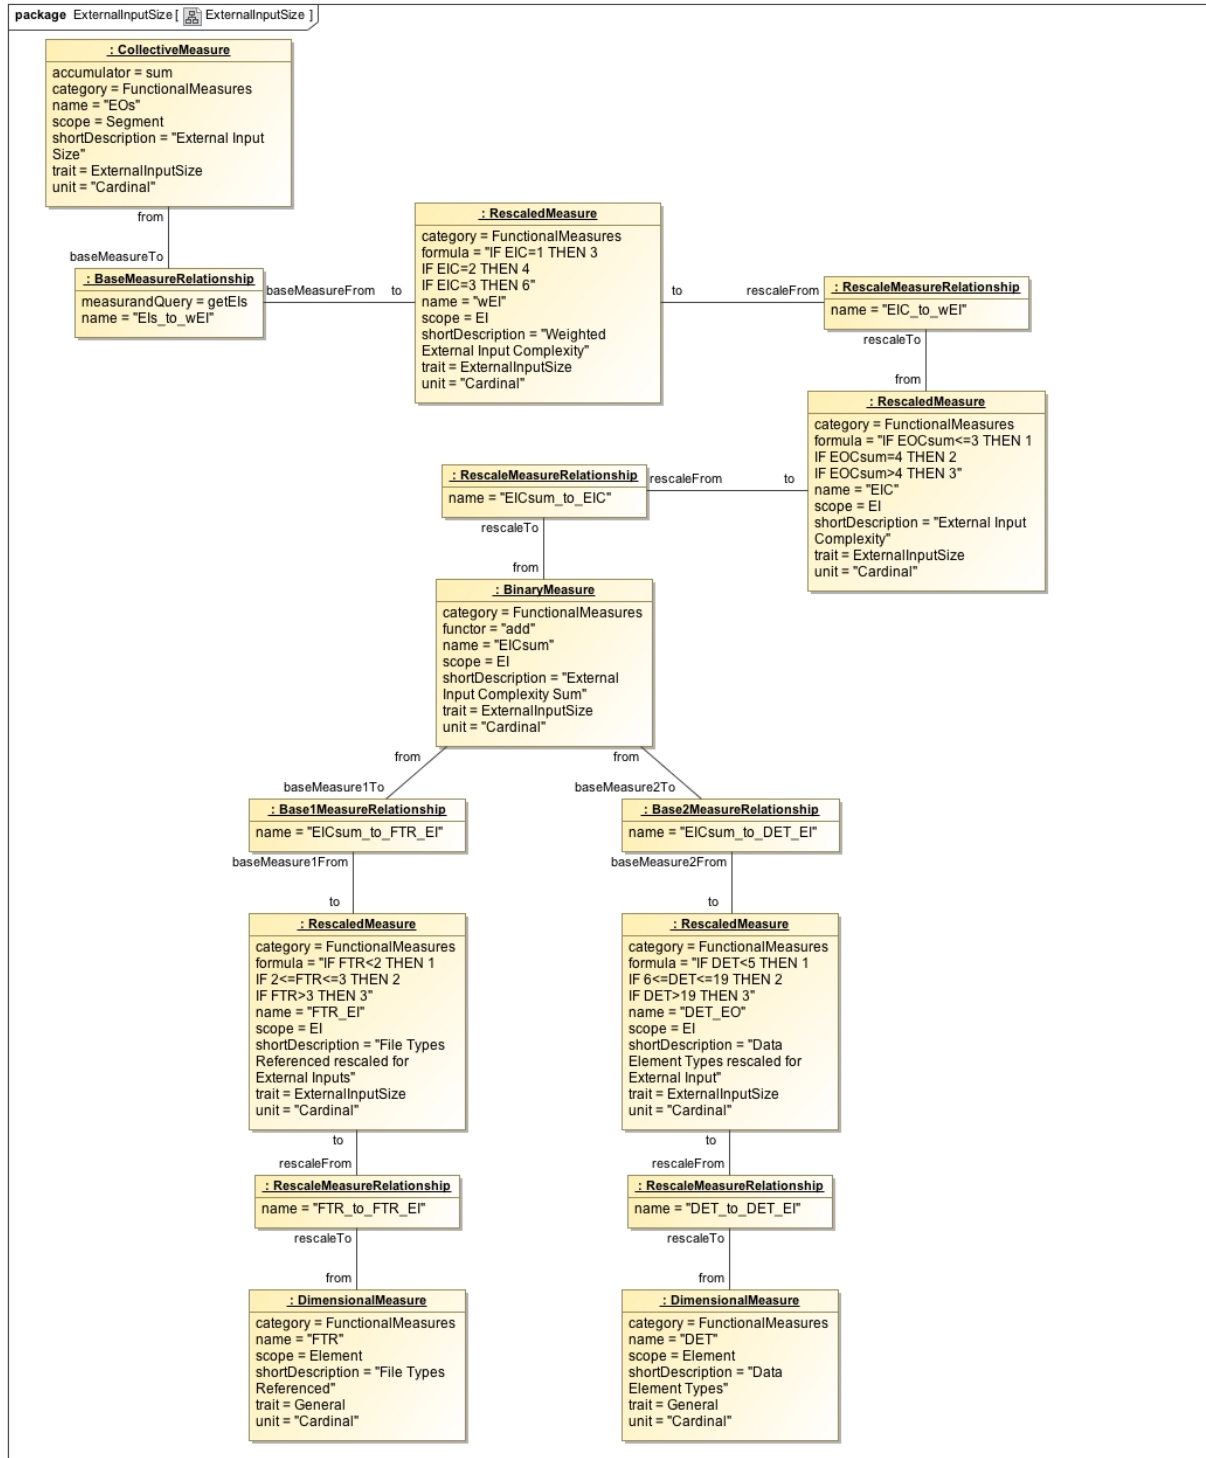 package ExternalInputSize [ ExternalInputSize ]
: CollectiveMeasure
accumulator = sum
category = FunctionalMeasures
name = "EOs"
scope = Segment
shortDescription = "External Input
Size"
trait = ExternalInputSize
unit = "Cardinal"
from
baseMeasureTo
: BaseMeasureRelationship
measurandQuery = getEIs
name = "EIs_to_wEI"
baseMeasureFrom
to
: RescaledMeasure
category = FunctionalMeasures
formula = "IF EIC=1 THEN 3
IF EIC=2 THEN 4
IF EIC=3 THEN 6"
name = "wEI"
scope = EI
shortDescription = "Weighted
External Input Complexity"
trait = ExternalInputSize
unit = "Cardinal"
to
rescaleFrom
: RescaleMeasureRelationship
name = "EIC_to_wEI"
rescaleTo
from
: RescaledMeasure
category = FunctionalMeasures
formula = "IF EOCsum<=3 THEN 1
IF EOCsum=4 THEN 2
IF EOCsum>4 THEN 3"
name = "EIC"
scope = EI
shortDescription = "External Input
Complexity"
trait = ExternalInputSize
unit = "Cardinal"
to
rescaleFrom
: RescaleMeasureRelationship
name = "EICsum_to_EIC"
rescaleTo
from
: BinaryMeasure
category = FunctionalMeasures
functor = "add"
name = "EICsum"
scope = EI
shortDescription = "External
Input Complexity Sum"
trait = ExternalInputSize
unit = "Cardinal"
from
baseMeasure1To
: Base1MeasureRelationship
name = "EICsum_to_FTR_EI"
baseMeasure1From
to
: RescaledMeasure
category = FunctionalMeasures
formula = "IF FTR<2 THEN 1
IF 2<=FTR<=3 THEN 2
IF FTR>3 THEN 3"
name = "FTR_EI"
scope = EI
shortDescription = "File Types
Referenced rescaled for
External Inputs"
trait = ExternalInputSize
unit = "Cardinal"
to
rescaleFrom
: RescaleMeasureRelationship
name = "FTR_to_FTR_EI"
rescaleTo
from
: DimensionalMeasure
category = FunctionalMeasures
name = "FTR"
scope = Element
shortDescription = "File Types
Referenced"
trait = General
unit = "Cardinal"
from
baseMeasure2To
: Base2MeasureRelationship
name = "EICsum_to_DET_EI"
baseMeasure2From
to
: RescaledMeasure
category = FunctionalMeasures
formula = "IF DET<5 THEN 1
IF 6<=DET<=19 THEN 2
IF DET>19 THEN 3"
name = "DET_EO"
scope = EI
shortDescription = "Data
Element Types rescaled for
External Input"
trait = ExternalInputSize
unit = "Cardinal"
to
rescaleFrom
: RescaleMeasureRelationship
name = "DET_to_DET_EI"
rescaleTo
from
: DimensionalMeasure
category = FunctionalMeasures
name = "DET"
scope = Element
shortDescription = "Data
Element Types"
trait = General
unit = "Cardinal"